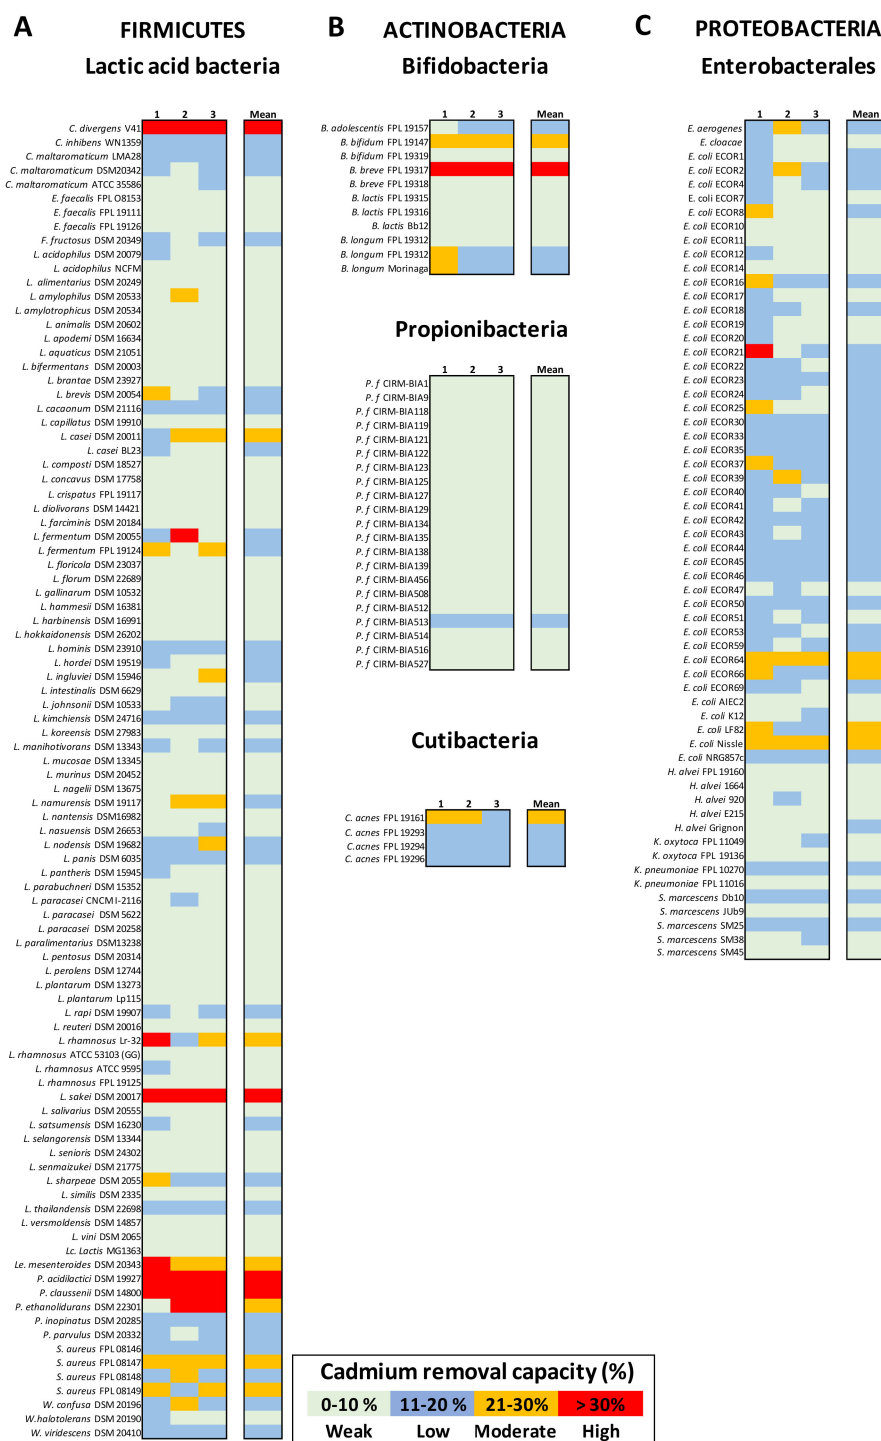 A
FIRMICUTES
Lactic acid bacteria
1 2 3 Mean
C. divergens V41
C. inhibens WN1359
C. maltaromaticum LMA28
C. maltaromaticum DSM20342
C. maltaromaticum ATCC 35586
E. faecalis FPL O8153
E. faecalis FPL 19111
E. faecalis FPL 19126
F. fructosus DSM 20349
L. acidophilus DSM 20079
L. acidophilus NCFM
L. alimentarius DSM 20249
L. amylophilus DSM 20533
L. amylotrophicus DSM 20534
L. animalis DSM 20602
L. apodemi DSM 16634
L. aquaticus DSM 21051
L. bifermentans DSM 20003
L. brantae DSM 23927
L. brevis DSM 20054
L. cacaonum DSM 21116
L. capillatus DSM 19910
L. casei DSM 20011
L. casei BL23
L. composti DSM 18527
L. concavus DSM 17758
L. crispatus FPL 19117
L. diolivorans DSM 14421
L. farciminis DSM 20184
L. fermentum DSM 20055
L. fermentum FPL 19124
L. floricola DSM 23037
L. florum DSM 22689
L. gallinarum DSM 10532
L. hammesii DSM 16381
L. harbinensis DSM 16991
L. hokkaidonensis DSM 26202
L. hominis DSM 23910
L. hordei DSM 19519
L. ingluviei DSM 15946
L. intestinalis DSM 6629
L. johnsonii DSM 10533
L. kimchiensis DSM 24716
L. koreensis DSM 27983
L. manihotivorans DSM 13343
L. mucosae DSM 13345
L. murinus DSM 20452
L. nagelii DSM 13675
L. namurensis DSM 19117
L. nantensis DSM16982
L. nasuensis DSM 26653
L. nodensis DSM 19682
L. panis DSM 6035
L. pantheris DSM 15945
L. parabuchneri DSM 15352
L. paracasei CNCM I-2116
L. paracasei DSM 5622
L. paracasei DSM 20258
L. paralimentarius DSM13238
L. pentosus DSM 20314
L. perolens DSM 12744
L. plantarum DSM 13273
L. plantarum Lp115
L. rapi DSM 19907
L. reuteri DSM 20016
L. rhamnosus Lr-32
L. rhamnosus ATCC 53103 (GG)
L. rhamnosus ATCC 9595
L. rhamnosus FPL 19125
L. sakei DSM 20017
L. salivarius DSM 20555
L. satsumensis DSM 16230
L. selangorensis DSM 13344
L. senioris DSM 24302
L. senmaizukei DSM 21775
L. sharpeae DSM 2055
L. similis DSM 2335
L. thailandensis DSM 22698
L. versmoldensis DSM 14857
L. vini DSM 2065
Lc. Lactis MG1363
Le. mesenteroides DSM 20343
P. acidilactici DSM 19927
P. claussenii DSM 14800
P. ethanolidurans DSM 22301
P. inopinatus DSM 20285
P. parvulus DSM 20332
S. aureus FPL 08146
S. aureus FPL 08147
S. aureus FPL 08148
S. aureus FPL 08149
W. confusa DSM 20196
W.halotolerans DSM 20190
W. viridescens DSM 20410
B
ACTINOBACTERIA
Bifidobacteria
1 2 3 Mean
B. adolescentis FPL 19157
B. bifidum FPL 19147
B. bifidum FPL 19319
B. breve FPL 19317
B. breve FPL 19318
B. lactis FPL 19315
B. lactis FPL 19316
B. lactis Bb12
B. longum FPL 19312
B. longum FPL 19312
B. longum Morinaga
Propionibacteria
1 2 3 Mean
P. f CIRM-BIA1
P. f CIRM-BIA9
P. f CIRM-BIA118
P. f CIRM-BIA119
P. f CIRM-BIA121
P. f CIRM-BIA122
P. f CIRM-BIA123
P. f CIRM-BIA125
P. f CIRM-BIA127
P. f CIRM-BIA129
P. f CIRM-BIA134
P. f CIRM-BIA135
P. f CIRM-BIA138
P. f CIRM-BIA139
P. f CIRM-BIA456
P. f CIRM-BIA508
P. f CIRM-BIA512
P. f CIRM-BIA513
P. f CIRM-BIA514
P. f CIRM-BIA516
P. f CIRM-BIA527
Cutibacteria
1 2 3 Mean
C. acnes FPL 19161
C. acnes FPL 19293
C.acnes FPL 19294
C. acnes FPL 19296
C
PROTEOBACTERIA
Enterobacterales
1 2 3 Mean
E. aerogenes
E. cloacae
E. coli ECOR1
E. coli ECOR2
E. coli ECOR4
E. coli ECOR7
E. coli ECOR8
E. coli ECOR10
E. coli ECOR11
E. coli ECOR12
E. coli ECOR14
E. coli ECOR16
E. coli ECOR17
E. coli ECOR18
E. coli ECOR19
E. coli ECOR20
E. coli ECOR21
E. coli ECOR22
E. coli ECOR23
E. coli ECOR24
E. coli ECOR25
E. coli ECOR30
E. coli ECOR33
E. coli ECOR35
E. coli ECOR37
E. coli ECOR39
E. coli ECOR40
E. coli ECOR41
E. coli ECOR42
E. coli ECOR43
E. coli ECOR44
E. coli ECOR45
E. coli ECOR46
E. coli ECOR47
E. coli ECOR50
E. coli ECOR51
E. coli ECOR53
E. coli ECOR59
E. coli ECOR64
E. coli ECOR66
E. coli ECOR69
E. coli AIEC2
E. coli K12
E. coli LF82
E. coli Nissle
E. coli NRG857c
H. alvei FPL 19160
H. alvei 1664
H. alvei 920
H. alvei E215
H. alvei Grignon
K. oxytoca FPL 11049
K. oxytoca FPL 19136
K. pneumoniae FPL 10270
K. pneumoniae FPL 11016
S. marcescens Db10
S. marcescens JUb9
S. marcescens SM25
S. marcescens SM38
S. marcescens SM45
Cadmium removal capacity (%)
0-10 % 11-20 % 21-30% > 30%
Weak Low Moderate High